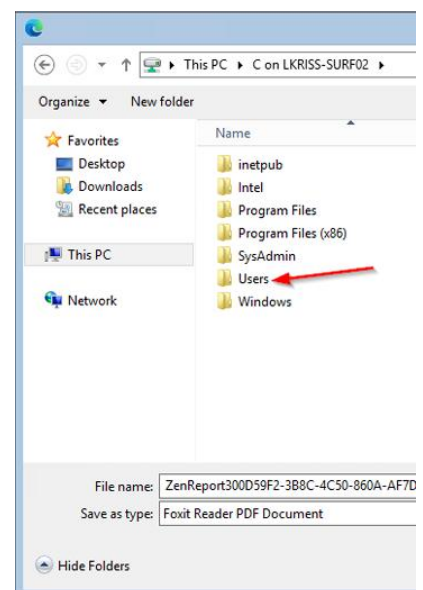 This PC ▸ C on LKRISS-SURF02 ▸
Organize ▾ New folder
Favorites
Desktop
Downloads
Recent places
This PC
Network
Name
inetpub
Intel
Program Files
Program Files (x86)
SysAdmin
Users
Windows
File name: ZenReport300D59F2-3B8C-4C50-860A-AF7D
Save as type: Foxit Reader PDF Document
Hide Folders